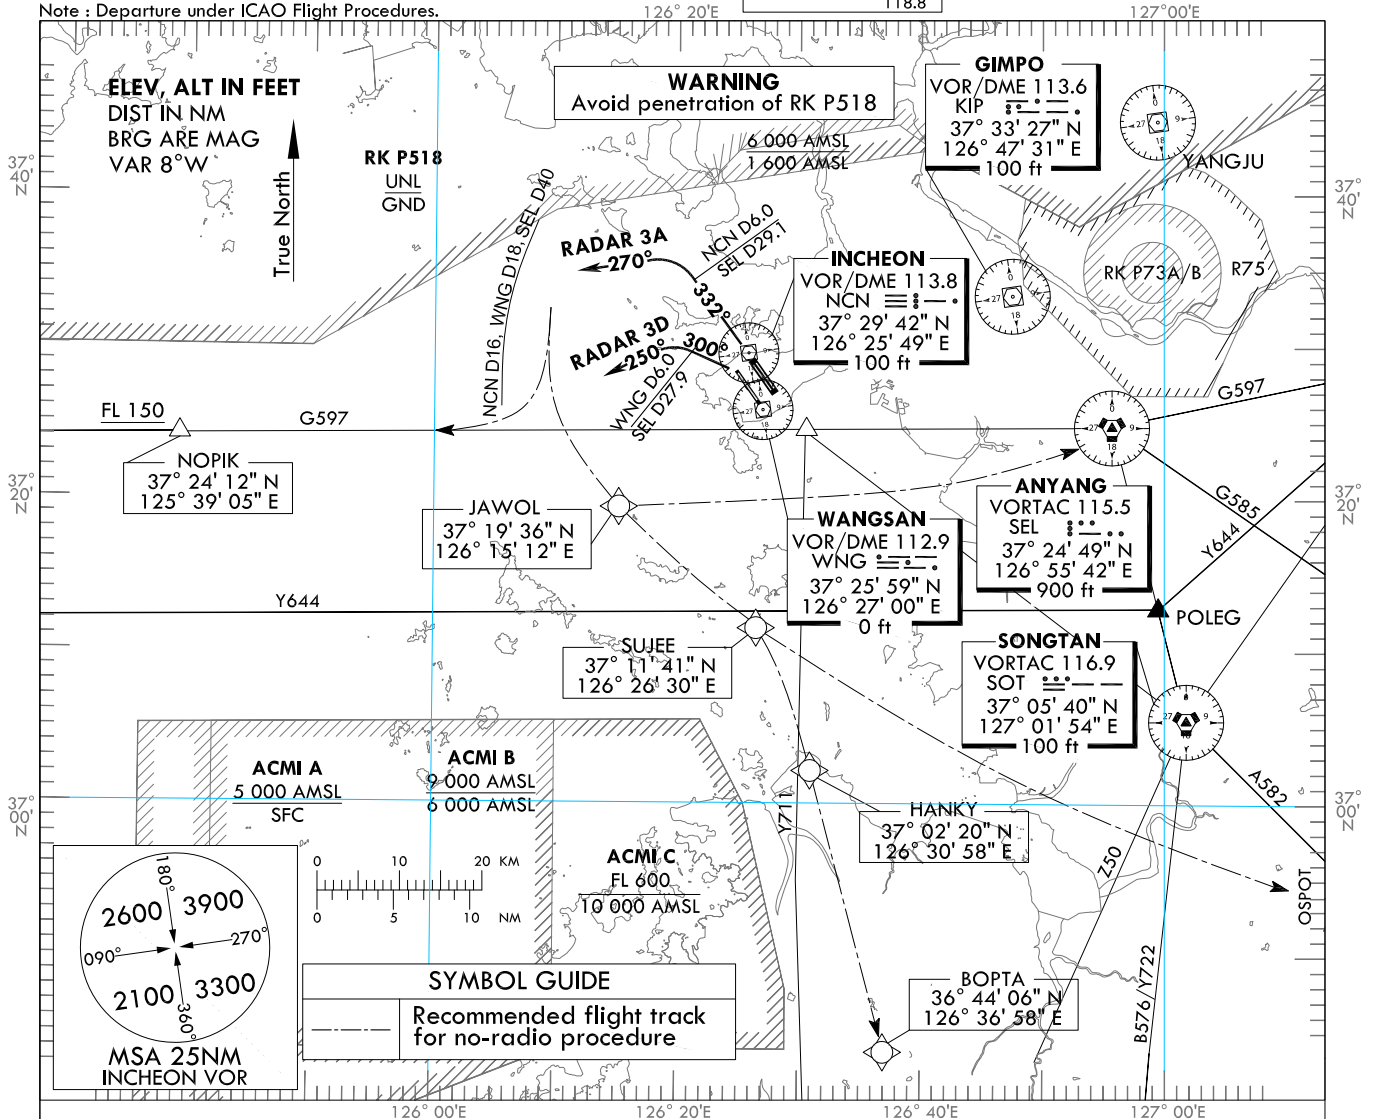 Note : Departure under ICAO Flight Procedures.
126° 20'E
118.8
127° 00'E
ELEV, ALT IN FEET
DIST IN NM
BRG ARE MAG
VAR 8°W
True North
RK P518
UNL
GND
WARNING
Avoid penetration of RK P518
6 000 AMSL
1 600 AMSL
GIMPO
VOR/DME 113.6
KIP
37° 33' 27" N
126° 47' 31" E
100 ft
YANGJU
37°
40'
N
37°
40'
N
RK P73A/B
R75
NCN D16, WNG D18, SEL D40
RADAR 3A
270°
NCN D6.0
SEL D29.1
332°
RADAR 3D
250°
300°
WNG D6.0
SEL D27.9
INCHEON
VOR/DME 113.8
NCN
37° 29' 42" N
126° 25' 49" E
100 ft
FL 150
G597
G597
NOPIK
37° 24' 12" N
125° 39' 05" E
37°
20'
N
37°
20'
N
JAWOL
37° 19' 36" N
126° 15' 12" E
WANGSAN
VOR/DME 112.9
WNG
37° 25' 59" N
126° 27' 00" E
0 ft
ANYANG
VORTAC 115.5
SEL
37° 24' 49" N
126° 55' 42" E
900 ft
G585
Y644
Y644
POLEG
SUJEE
37° 11' 41" N
126° 26' 30" E
SONGTAN
VORTAC 116.9
SOT
37° 05' 40" N
127° 01' 54" E
100 ft
ACMI A
5 000 AMSL
SFC
ACMI B
9 000 AMSL
6 000 AMSL
37°
00'
N
37°
00'
N
Y711
HANKY
37° 02' 20" N
126° 30' 58" E
A582
Z50
OSPOT
ACMI C
FL 600
10 000 AMSL
0 10 20 KM
0 5 10 NM
180°
2600 3900
090° 270°
2100 3300
360°
MSA 25NM
INCHEON VOR
SYMBOL GUIDE
Recommended flight track
for no-radio procedure
BOPTA
36° 44' 06" N
126° 36' 58" E
B576/Y722
126° 00'E
126° 20'E
126° 40'E
127° 00'E